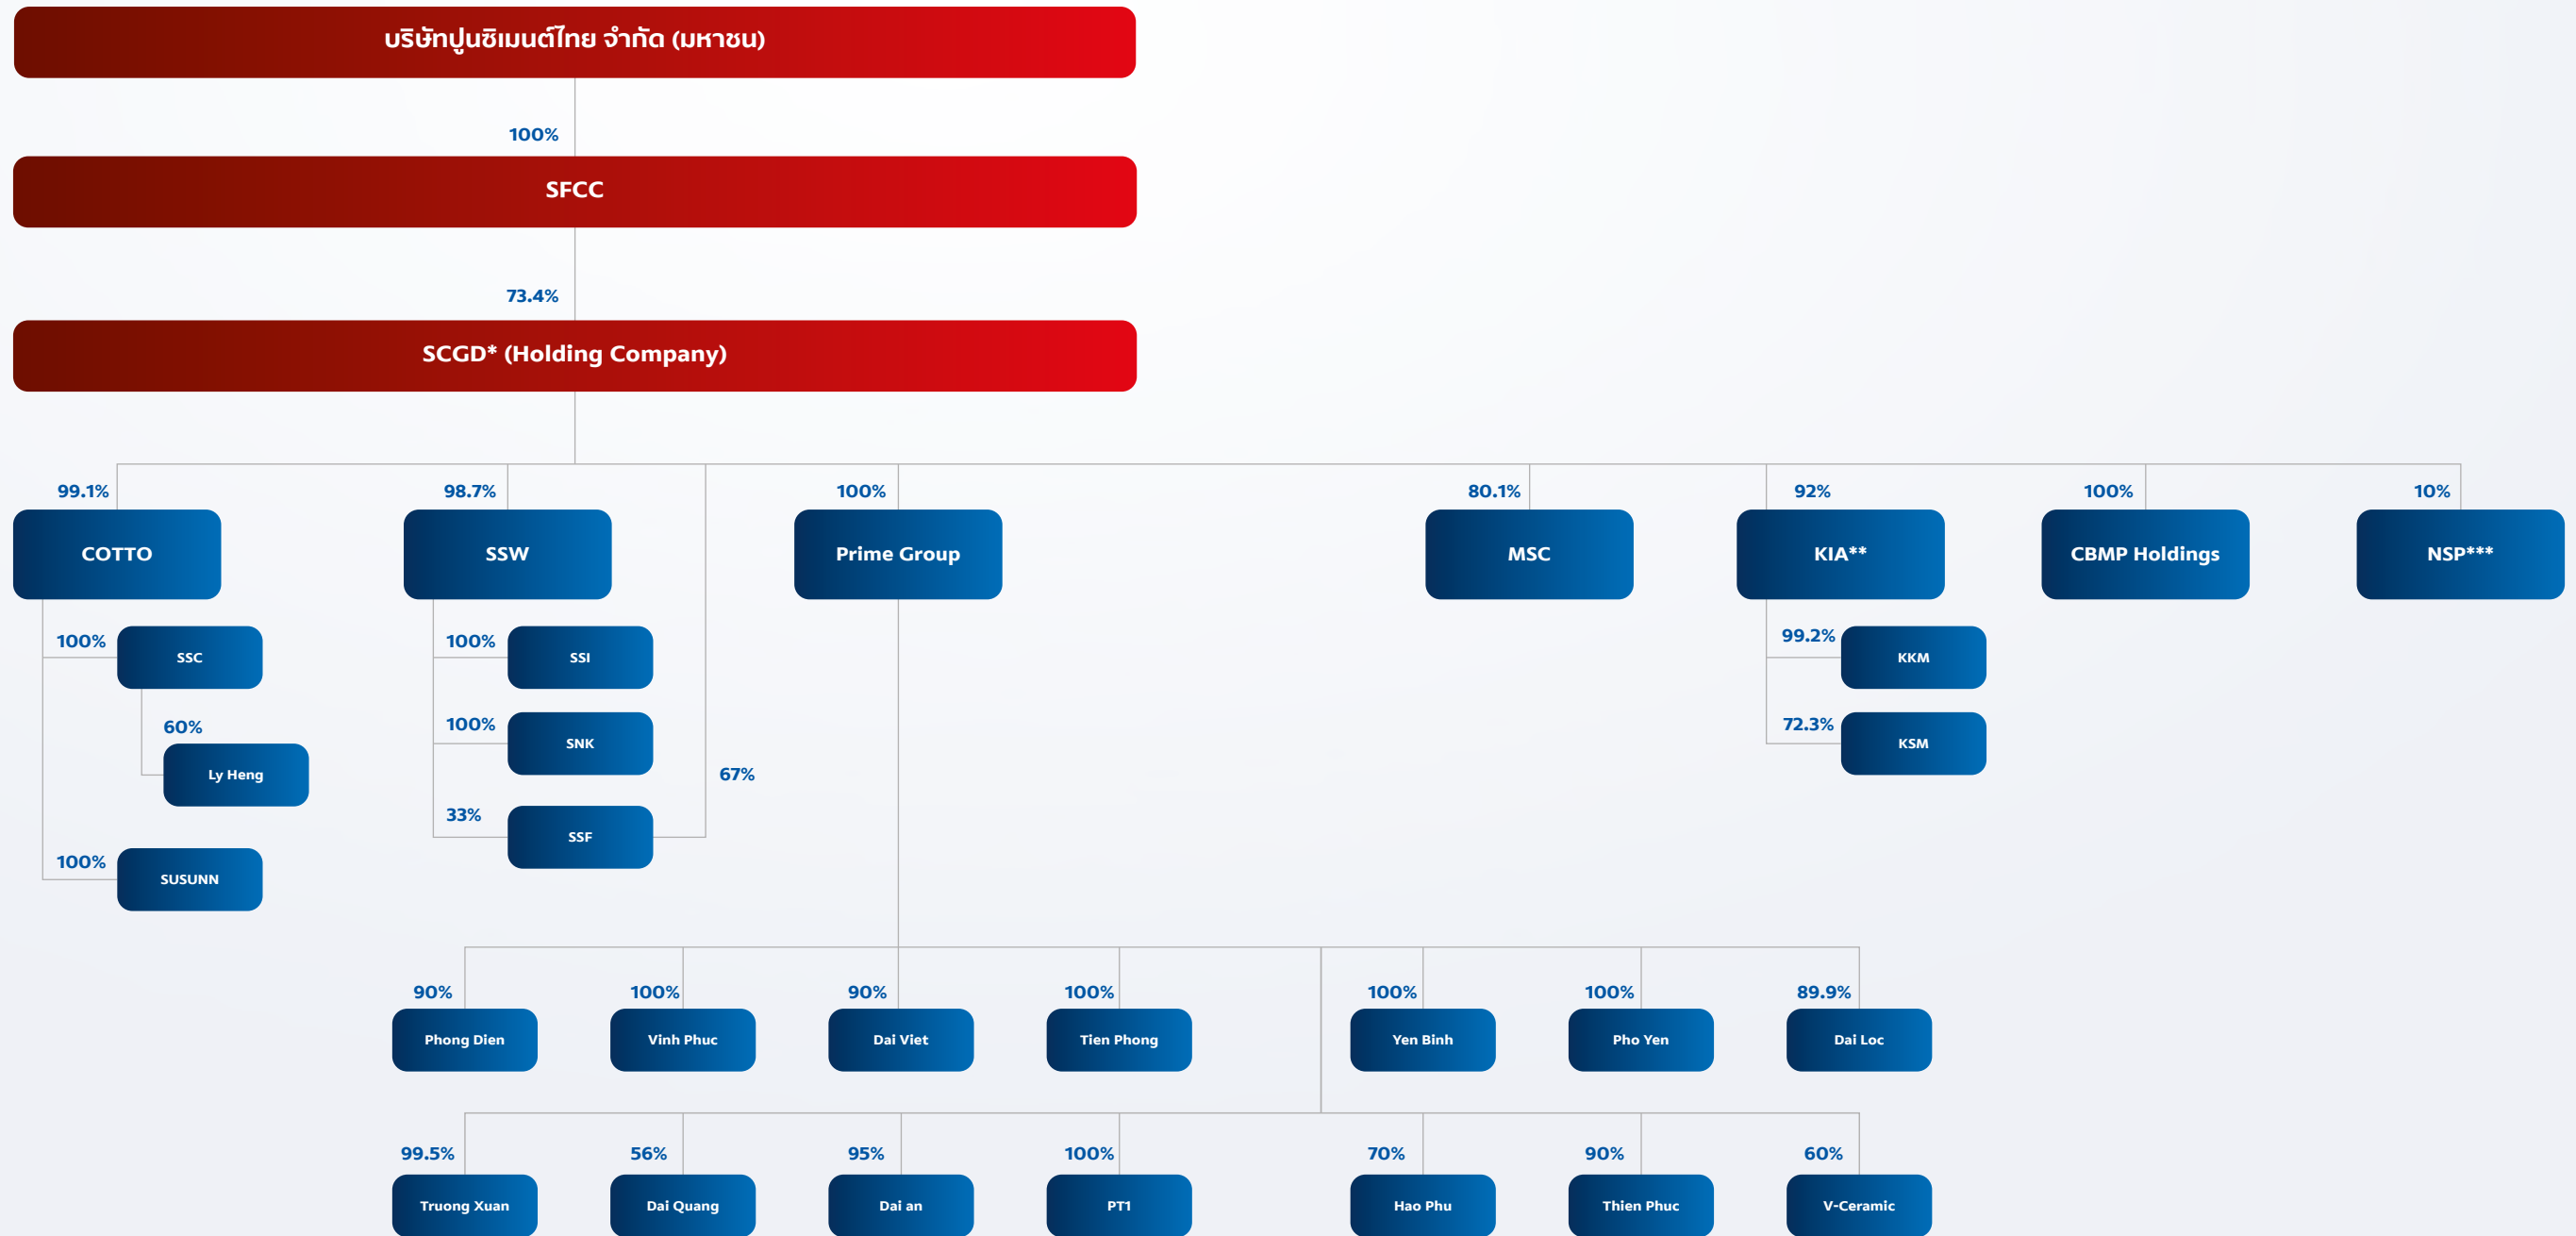 บริษัทปูนซิเมนต์ไทย จำกัด (มหาชน)
100%
SFCC
73.4%
SCGD* (Holding Company)
99.1%
98.7%
100%
80.1%
92%
100%
10%
COTTO
SSW
Prime Group
MSC
KIA**
CBMP Holdings
NSP***
100%
SSC
100%
SSI
99.2%
KKM
60%
Ly Heng
100%
SNK
72.3%
KSM
67%
33%
SSF
100%
SUSUNN
90%
100%
90%
100%
100%
100%
89.9%
Phong Dien
Vinh Phuc
Dai Viet
Tien Phong
Yen Binh
Pho Yen
Dai Loc
99.5%
56%
95%
100%
70%
90%
60%
Truong Xuan
Dai Quang
Dai an
PT1
Hao Phu
Thien Phuc
V-Ceramic